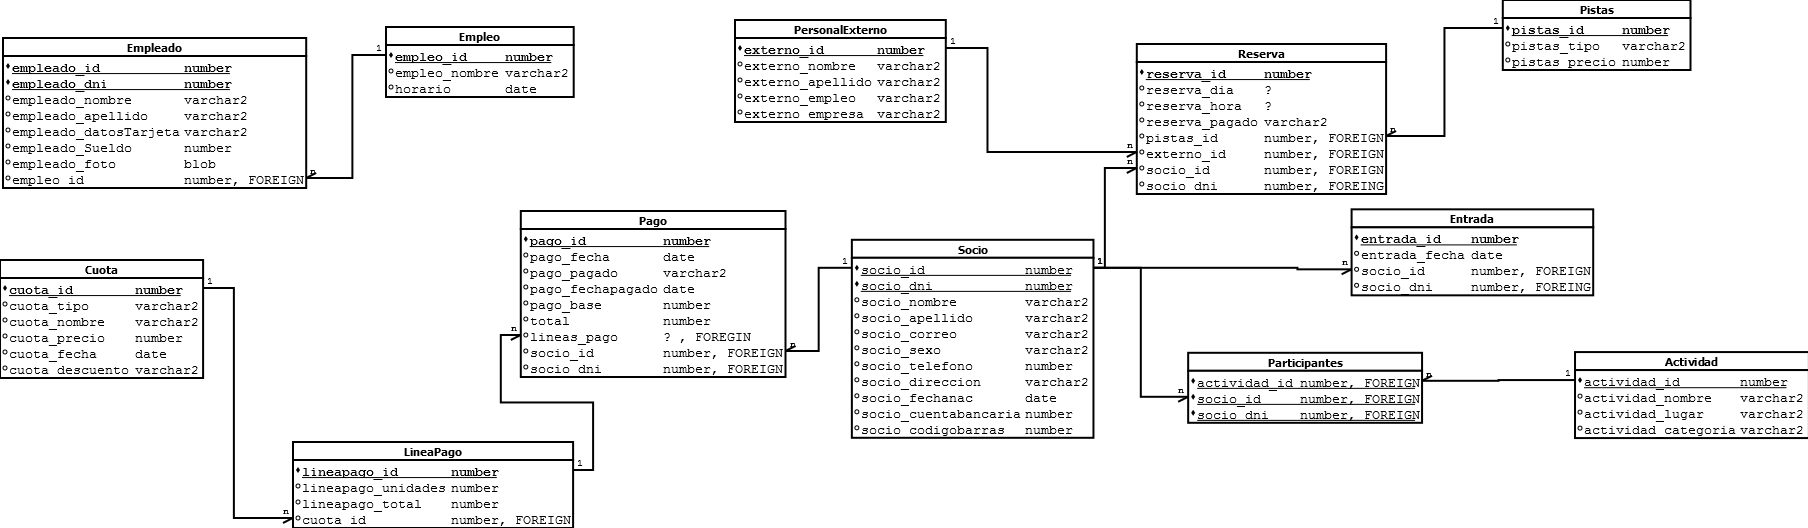 Empleado
empleado_id number
empleado_dni number
empleado_nombre varchar2
empleado_apellido varchar2
empleado_datosTarjeta varchar2
empleado_Sueldo number
empleado_foto blob
empleo_id number, FOREIGN
n
1
Empleo
empleo_id number
empleo_nombre varchar2
horario date
PersonalExterno
externo_id number
externo_nombre varchar2
externo_apellido varchar2
externo_empleo varchar2
externo_empresa varchar2
1
n
n
Reserva
reserva_id number
reserva_dia ?
reserva_hora ?
reserva_pagado varchar2
pistas_id number, FOREIGN
externo_id number, FOREIGN
socio_id number, FOREIGN
socio_dni number, FOREING
n
1
Pistas
pistas_id number
pistas_tipo varchar2
pistas_precio number
Cuota
cuota_id number
cuota_tipo varchar2
cuota_nombre varchar2
cuota_precio number
cuota_fecha date
cuota_descuento varchar2
1
n
LineaPago
lineapago_id number
lineapago_unidades number
lineapago_total number
cuota_id number, FOREIGN
1
n
Pago
pago_id number
pago_fecha date
pago_pagado varchar2
pago_fechapagado date
pago_base number
total number
lineas_pago ? , FOREGIN
socio_id number, FOREIGN
socio_dni number, FOREIGN
n
1
Socio
socio_id number
socio_dni number
socio_nombre varchar2
socio_apellido varchar2
socio_correo varchar2
socio_sexo varchar2
socio_telefono number
socio_direccion varchar2
socio_fechanac date
socio_cuentabancaria number
socio_codigobarras number
1
n
Entrada
entrada_id number
entrada_fecha date
socio_id number, FOREIGN
socio_dni number, FOREING
n
Participantes
actividad_id number, FOREIGN
socio_id number, FOREIGN
socio_dni number, FOREIGN
n
1
Actividad
actividad_id number
actividad_nombre varchar2
actividad_lugar varchar2
actividad_categoria varchar2